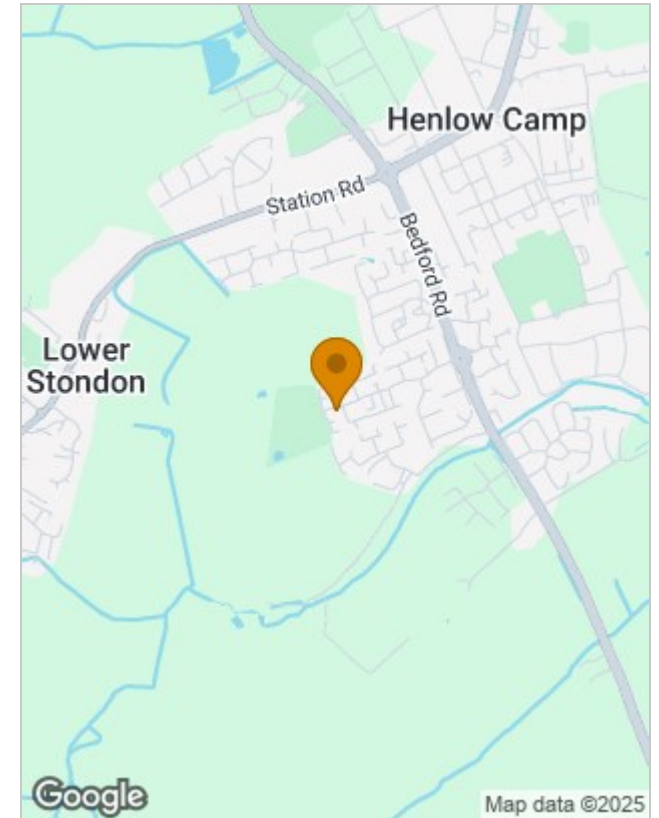 Henlow Camp
Station Rd
Bedford Rd
Lower
Stondon
Google
Map data ©2025